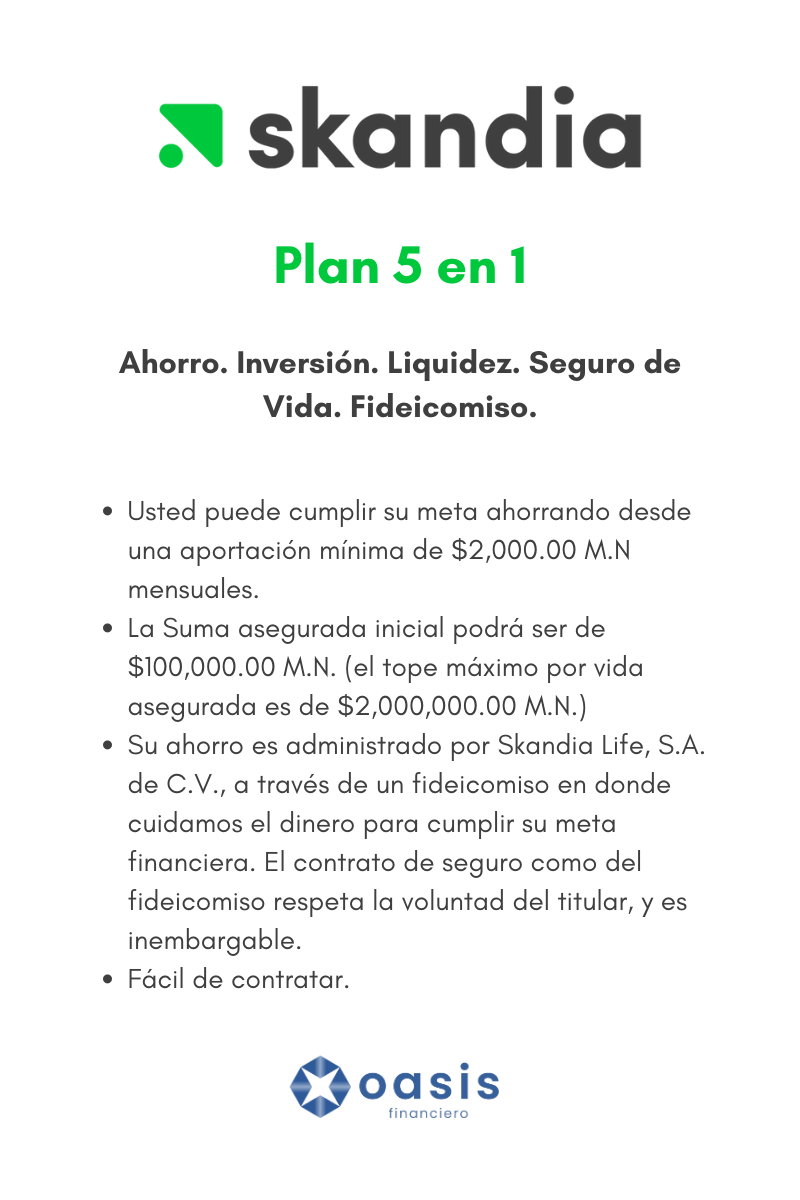 skandia
Plan 5 en 1
Ahorro. Inversión. Liquidez. Seguro de
Vida. Fideicomiso.
• Usted puede cumplir su meta ahorrando desde
una aportación mínima de $2,000.00 M.N
mensuales.
• La Suma asegurada inicial podrá ser de
$100,000.00 M.N. (el tope máximo por vida
asegurada es de $2,000,000.00 M.N.)
• Su ahorro es administrado por Skandia Life, S.A.
de C.V., a través de un fideicomiso en donde
cuidamos el dinero para cumplir su meta
financiera. El contrato de seguro como del
fideicomiso respeta la voluntad del titular, y es
inembargable.
• Fácil de contratar.
oasis
financiero